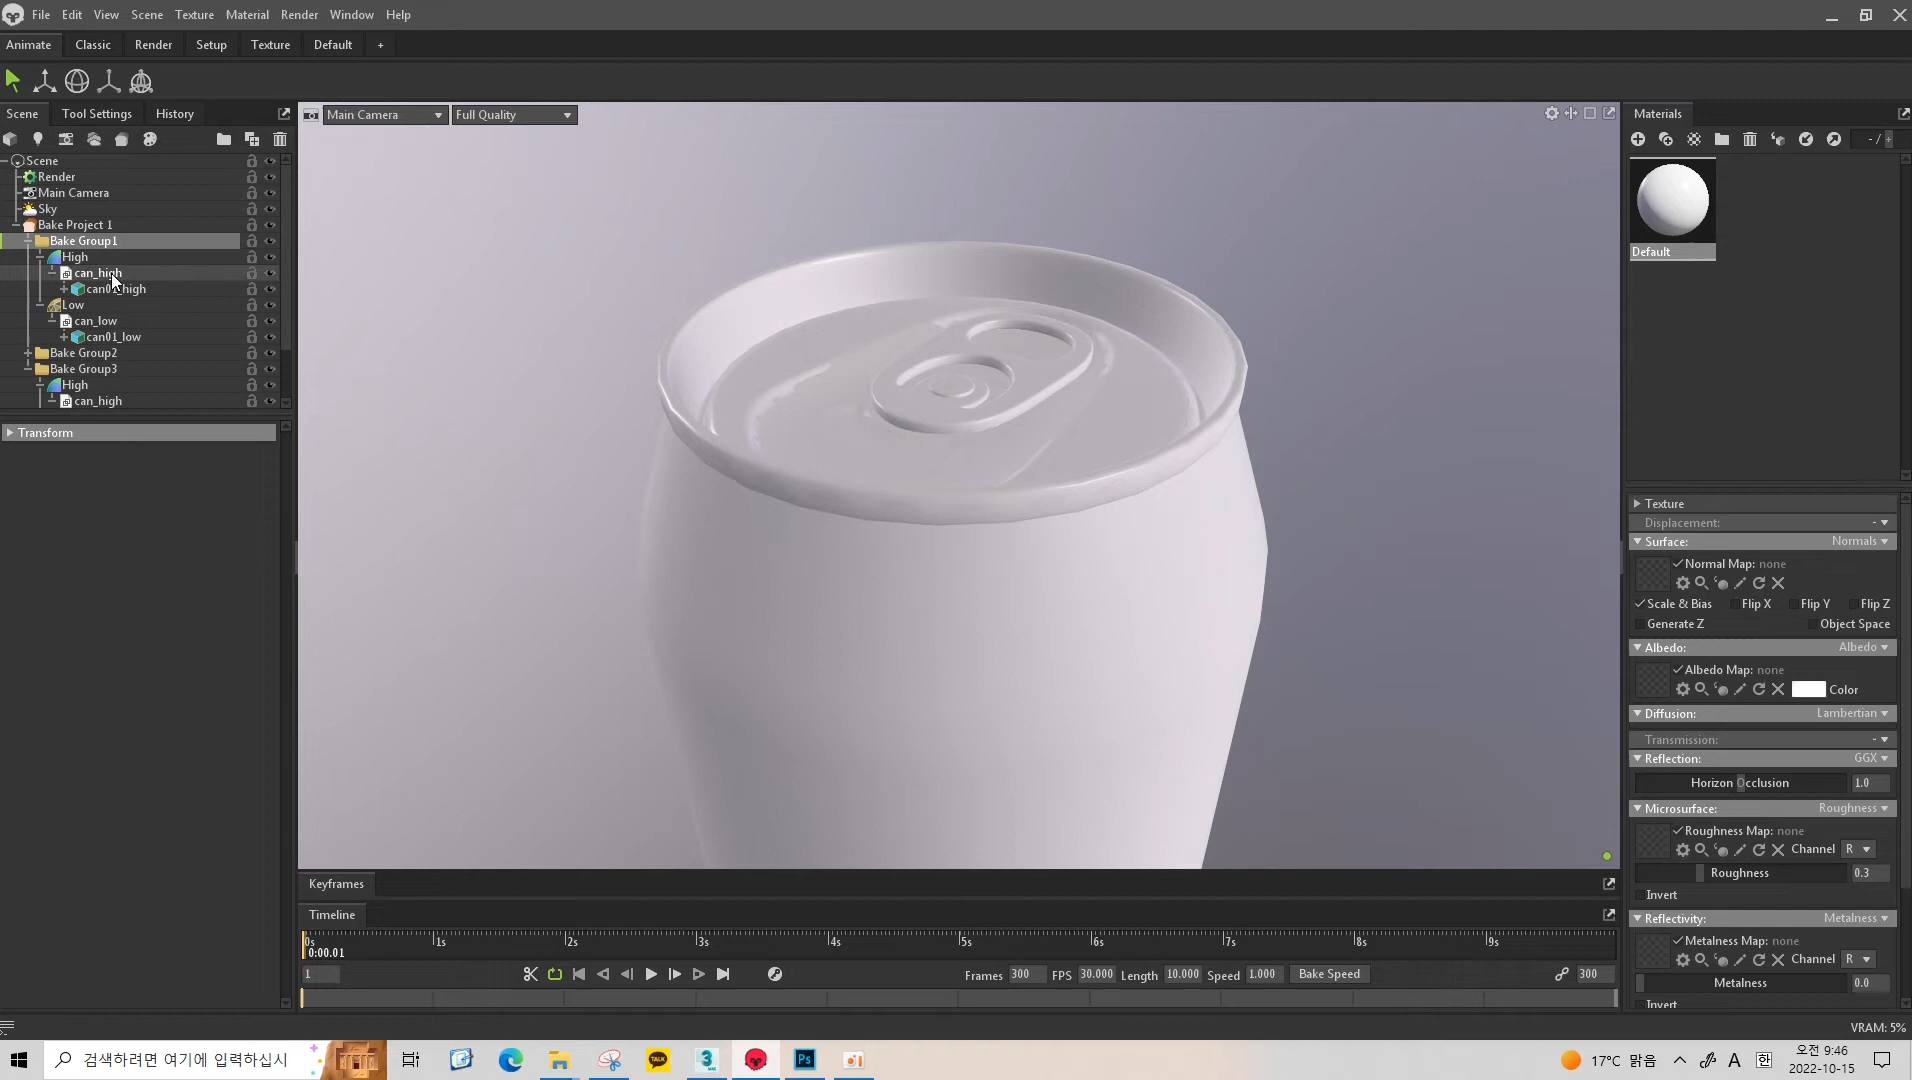 File Edit View Scene Texture Material Render Window Help
Animate Classic Render Setup Texture Default +
Scene Tool Settings History
Main Camera Full Quality
Materials
Scene
Render
Main Camera
Sky
Bake Project 1
Bake Group1
High
can_high
Low
can_low
can01_low
Bake Group2
Bake Group3
High
can_high
Transform
Default
Texture
Displacement: -
Surface: Normals
Normal Map: none
Scale & Bias Flip X Flip Y Flip Z
Generate Z Object Space
Albedo: Albedo
Albedo Map: none
Color
Diffusion: Lambertian
Transmission: -
Reflection: GGX
Horizon Occlusion 1.0
Microsurface: Roughness
Roughness Map: none
Channel R
Roughness 0.3
Invert
Reflectivity: Metalness
Metalness Map: none
Channel R
Metalness 0.0
Invert
Keyframes
Timeline
0s 1s 2s 3s 4s 5s 6s 7s 8s 9s
0:00.01
1 Frames 300 FPS 30.000 Length 10.000 Speed 1.000 Bake Speed 300
VRAM: 5%
검색하려면 여기에 입력하십시
TALK
3
MAX
Ps
17°C 맑음 A 한
오전 9:46
2022-10-15